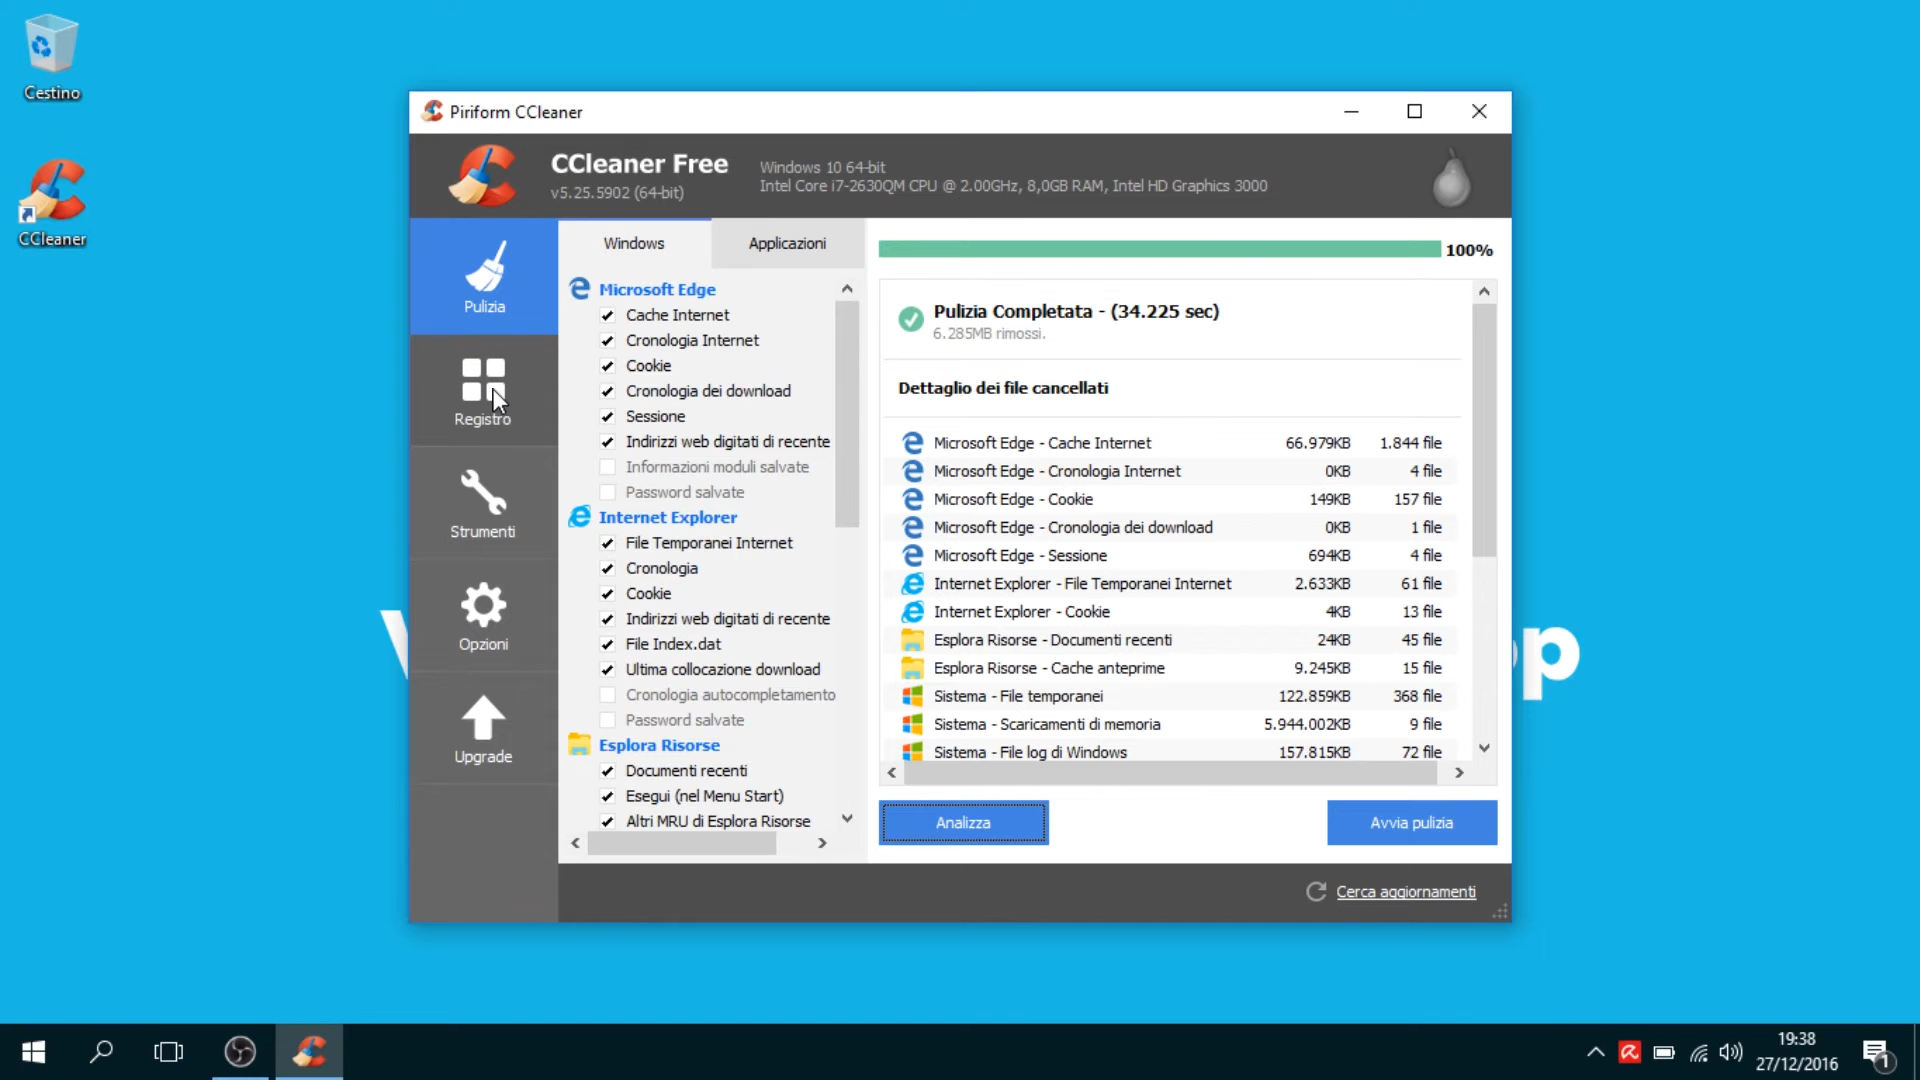 Cestino
CCleaner
Piriform CCleaner
CCleaner Free
v5.25.5902 (64-bit)
Windows 10 64-bit
Intel Core i7-2630QM CPU @ 2.00GHz, 8,0GB RAM, Intel HD Graphics 3000
Pulizia
Registro
Strumenti
Opzioni
Upgrade
Windows
Applicazioni
Microsoft Edge
Cache Internet
Cronologia Internet
Cookie
Cronologia dei download
Sessione
Indirizzi web digitati di recente
Informazioni moduli salvate
Password salvate
Internet Explorer
File Temporanei Internet
Cronologia
Cookie
Indirizzi web digitati di recente
File Index.dat
Ultima collocazione download
Cronologia autocompletamento
Password salvate
Esplora Risorse
Documenti recenti
Esegui (nel Menu Start)
Altri MRU di Esplora Risorse
100%
Pulizia Completata - (34.225 sec)
6.285MB rimossi.
Dettaglio dei file cancellati
Microsoft Edge - Cache Internet 66.979KB 1.844 file
Microsoft Edge - Cronologia Internet 0KB 4 file
Microsoft Edge - Cookie 149KB 157 file
Microsoft Edge - Cronologia dei download 0KB 1 file
Microsoft Edge - Sessione 694KB 4 file
Internet Explorer - File Temporanei Internet 2.633KB 61 file
Internet Explorer - Cookie 4KB 13 file
Esplora Risorse - Documenti recenti 24KB 45 file
Esplora Risorse - Cache anteprime 9.245KB 15 file
Sistema - File temporanei 122.859KB 368 file
Sistema - Scaricamenti di memoria 5.944.002KB 9 file
Sistema - File log di Windows 157.815KB 72 file
Analizza
Avvia pulizia
Cerca aggiornamenti
19:38
27/12/2016
1